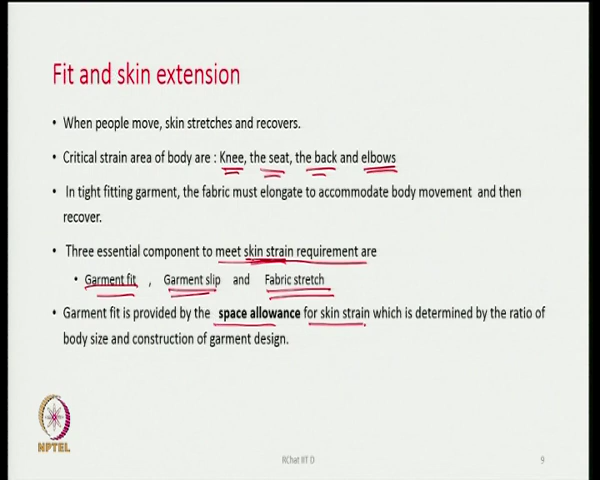 Fit and skin extension
• When people move, skin stretches and recovers.
• Critical strain area of body are : Knee, the seat, the back and elbows
• In tight fitting garment, the fabric must elongate to accommodate body movement and then
recover.
• Three essential component to meet skin strain requirement are
• Garment fit , Garment slip and Fabric stretch
• Garment fit is provided by the space allowance for skin strain which is determined by the ratio of
body size and construction of garment design.
NPTEL
RChat IIT D
9